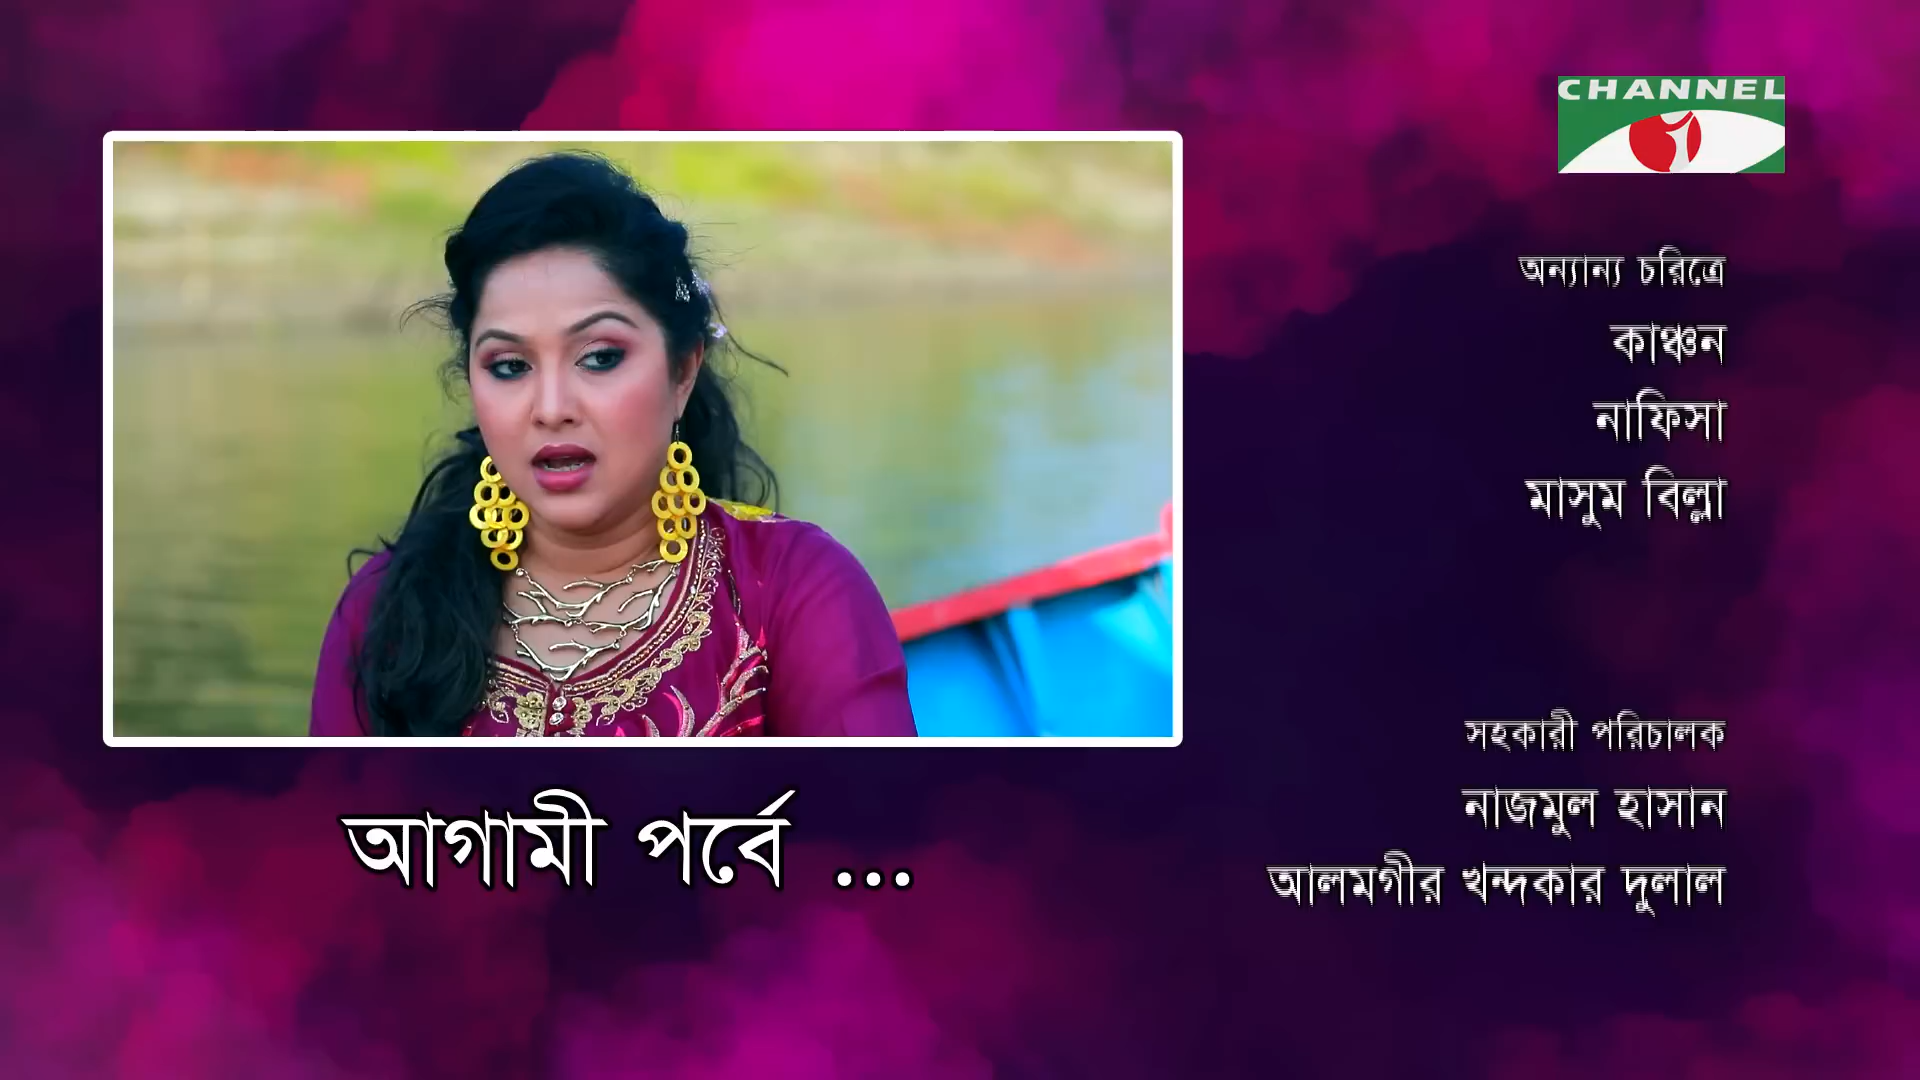 CHANNEL
অন্যান্য চরিত্রে
কাঞ্চন
নাফিসা
মাসুম বিল্লা
সহকারী পরিচালক
নাজমুল হাসান
আলমগীর খন্দকার দুলাল
আগামী পর্বে ...